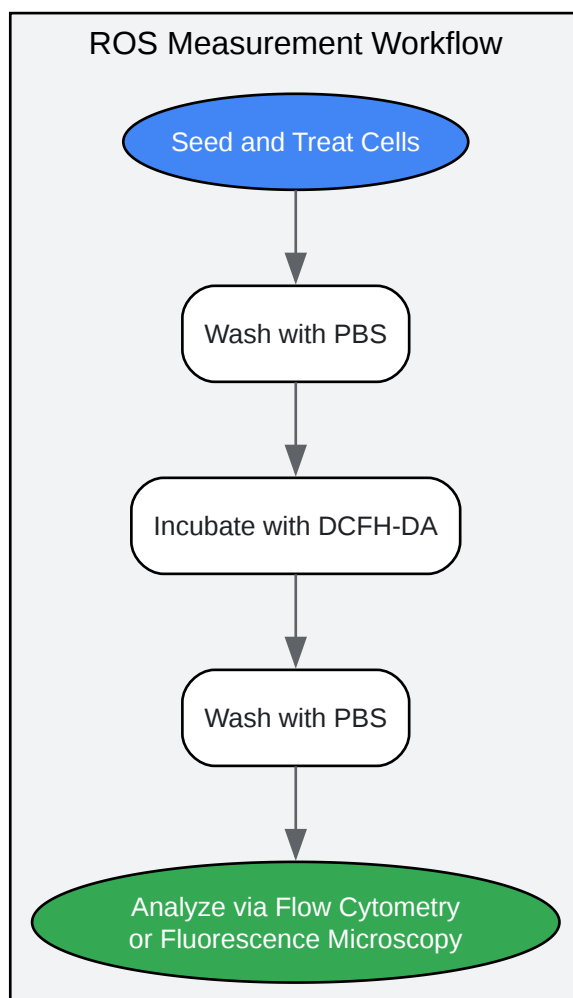 ROS Measurement Workflow
Seed and Treat Cells
Wash with PBS
Incubate with DCFH-DA
Wash with PBS
Analyze via Flow Cytometry
or Fluorescence Microscopy